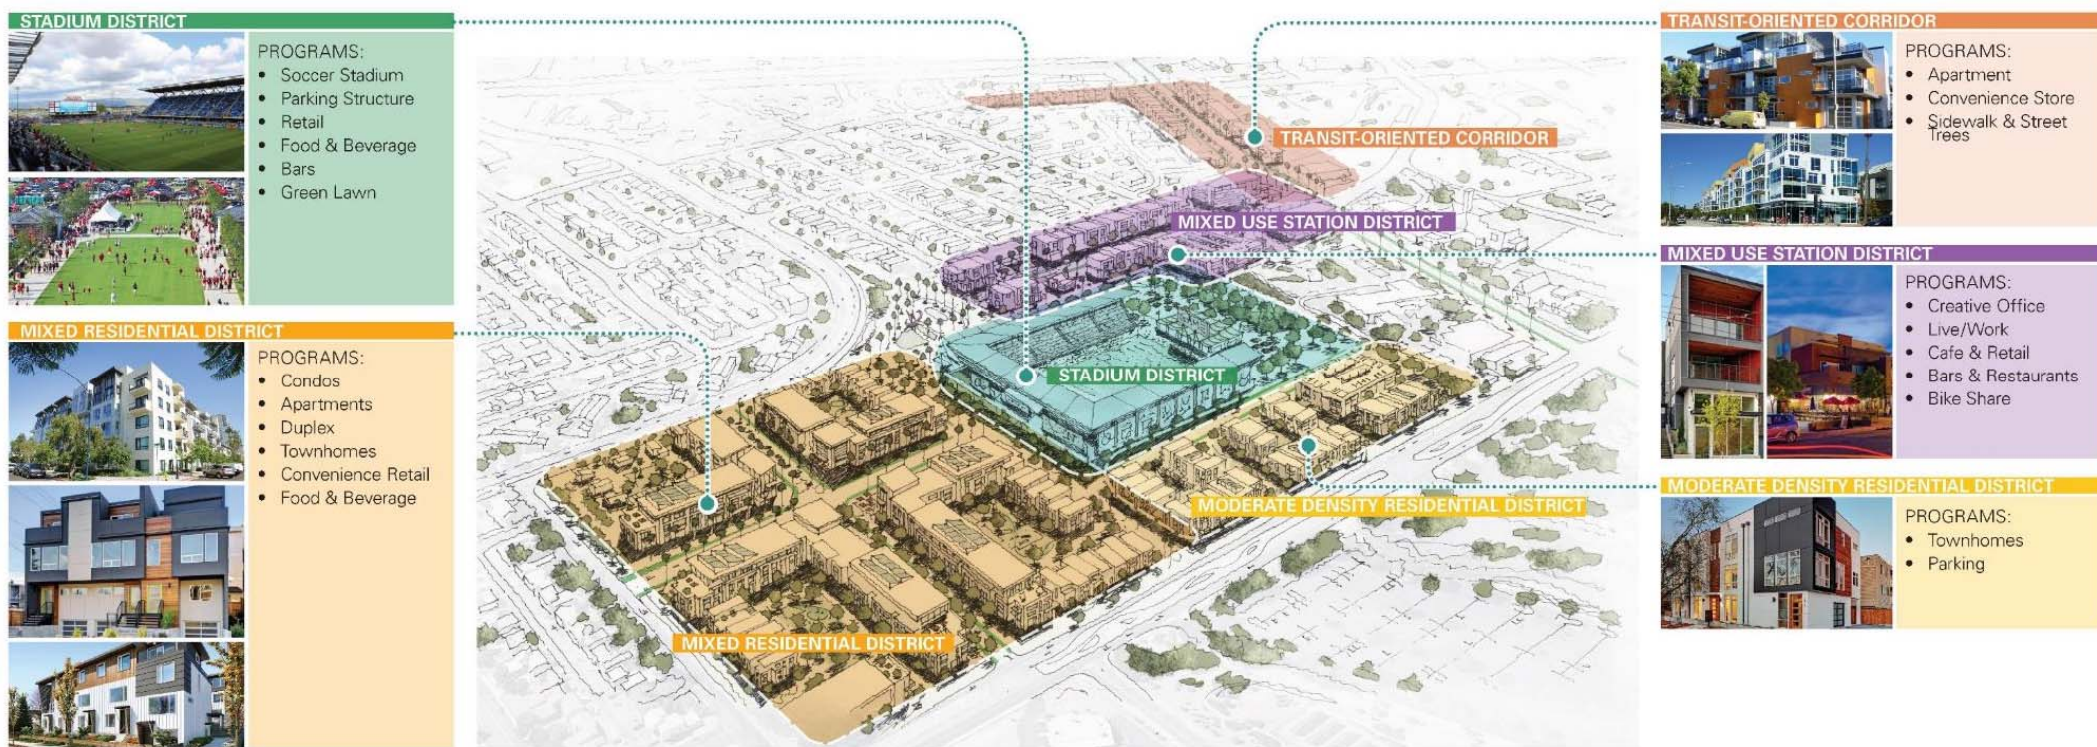 STADIUM DISTRICT
PROGRAMS:
• Soccer Stadium
• Parking Structure
• Retail
• Food & Beverage
• Bars
• Green Lawn
MIXED RESIDENTIAL DISTRICT
PROGRAMS:
• Condos
• Apartments
• Duplex
• Townhomes
• Convenience Retail
• Food & Beverage
TRANSIT-ORIENTED CORRIDOR
MIXED USE STATION DISTRICT
STADIUM DISTRICT
MODERATE DENSITY RESIDENTIAL DISTRICT
MIXED RESIDENTIAL DISTRICT
TRANSIT-ORIENTED CORRIDOR
PROGRAMS:
• Apartment
• Convenience Store
• Sidewalk & Street
Trees
MIXED USE STATION DISTRICT
PROGRAMS:
• Creative Office
• Live/Work
• Cafe & Retail
• Bars & Restaurants
• Bike Share
MODERATE DENSITY RESIDENTIAL DISTRICT
PROGRAMS:
• Townhomes
• Parking